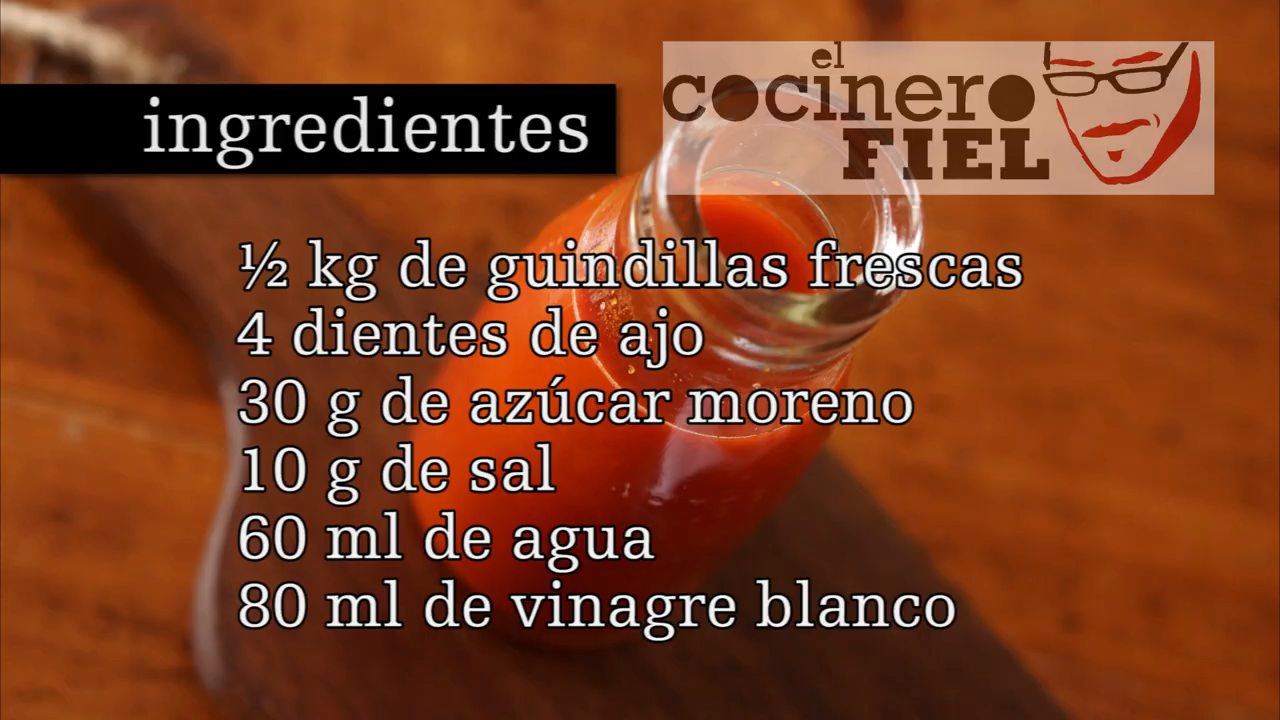 el
cocinero
FIEL
ingredientes
½ kg de guindillas frescas
4 dientes de ajo
30 g de azúcar moreno
10 g de sal
60 ml de agua
80 ml de vinagre blanco